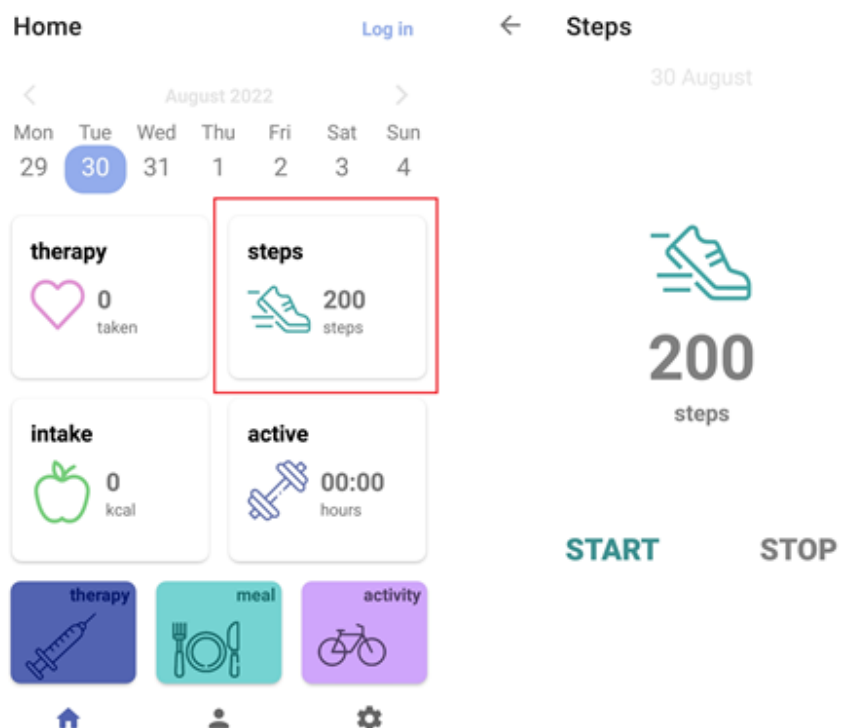 Home
Log in
August 2022
Mon Tue Wed Thu Fri Sat Sun
29 30 31 1 2 3 4
therapy
0
taken
steps
200
steps
intake
0
kcal
active
00:00
hours
therapy
meal
activity
Steps
30 August
200
steps
START
STOP